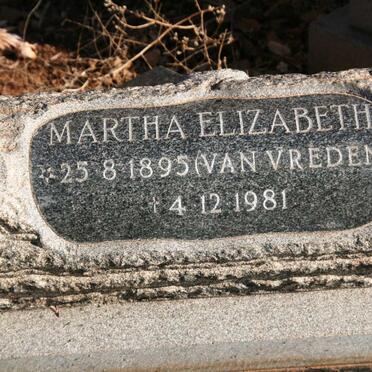 MARTHA ELIZABETH
* 25 8 1895 (VAN VREDEN
† 4 12 1981